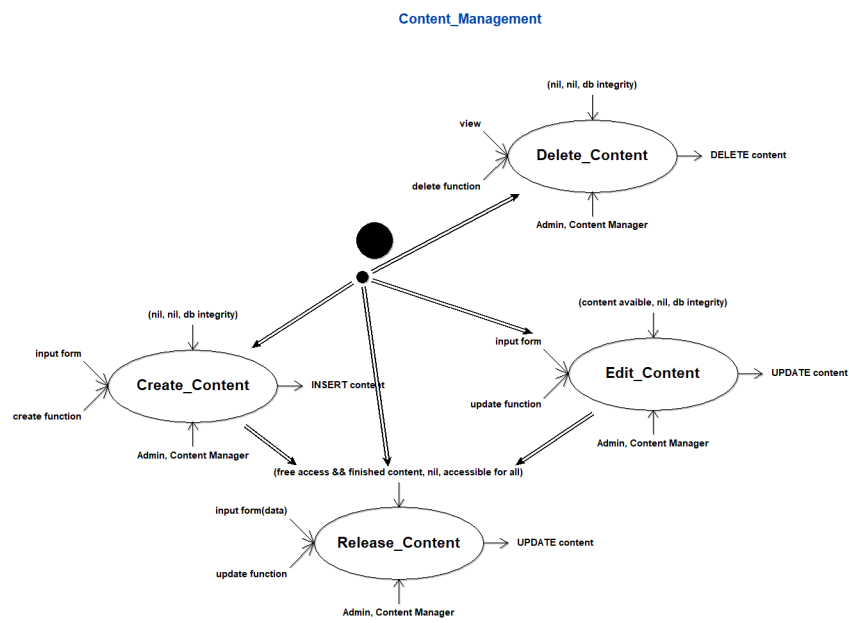 Content_Management
(nil, nil, db integrity)
view
Delete_Content
DELETE content
delete function
Admin, Content Manager
(content avaible, nil, db integrity)
(nil, nil, db integrity)
input form
input form
Edit_Content
UPDATE content
Create_Content
INSERT content
update function
create function
Admin, Content Manager
Admin, Content Manager
(free access && finished content, nil, accessible for all)
input form(data)
Release_Content
UPDATE content
update function
Admin, Content Manager